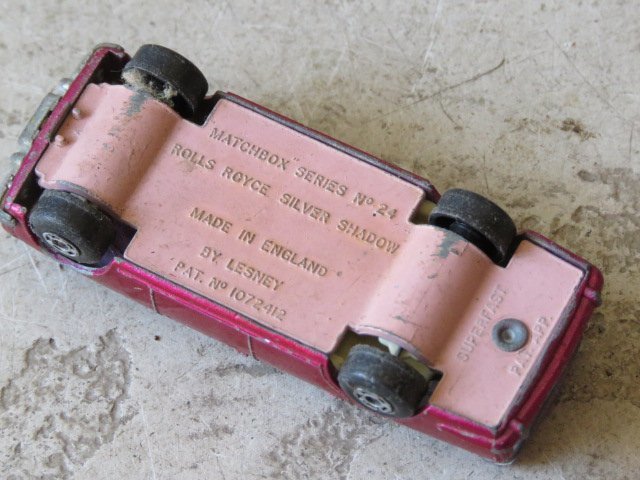 "MATCHBOX" SERIES Nº 24
ROLLS ROYCE SILVER SHADOW
MADE IN ENGLAND
BY LESNEY
PAT. Nº 1072412
SUPERFAST
PAT. APP.